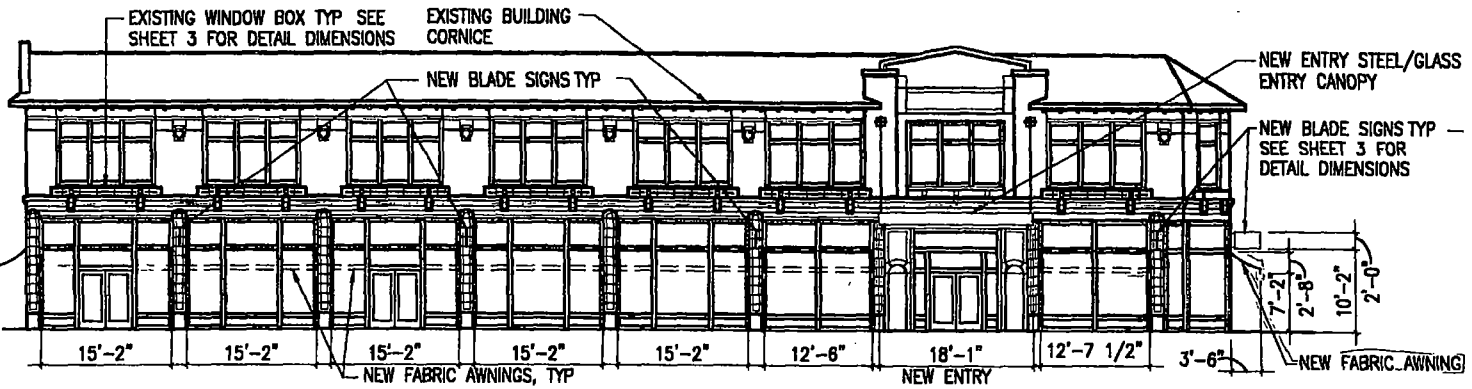 EXISTING WINDOW BOX TYP SEE
SHEET 3 FOR DETAIL DIMENSIONS
EXISTING BUILDING
CORNICE
NEW BLADE SIGNS TYP
NEW ENTRY STEEL/GLASS
ENTRY CANOPY
NEW BLADE SIGNS TYP
SEE SHEET 3 FOR
DETAIL DIMENSIONS
7'-2"
2'-8"
10'-2"
2'-0"
15'-2"
15'-2"
15'-2"
15'-2"
15'-2"
12'-6"
18'-1"
12'-7 1/2"
3'-6"
NEW FABRIC AWNINGS, TYP
NEW ENTRY
NEW FABRIC AWNING